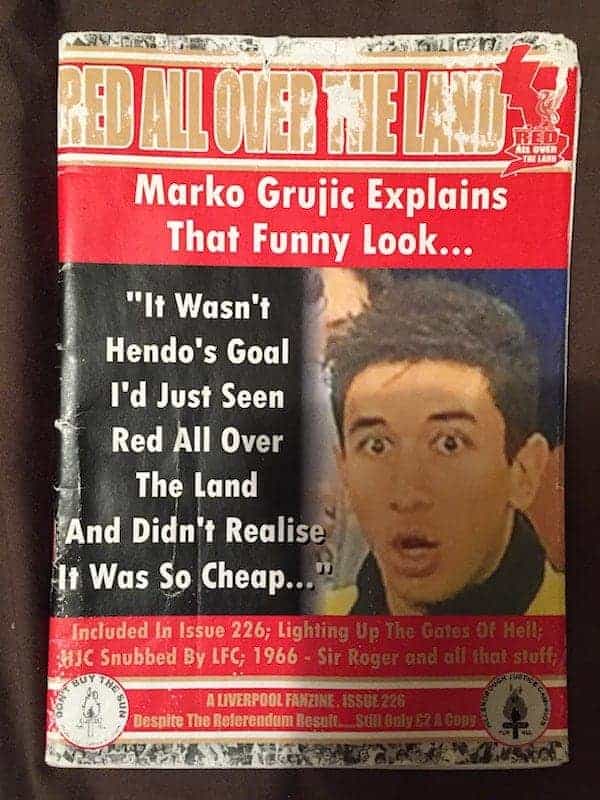 RED ALL OVER THE LAND
RED
ALL OVER
THE LAND
Marko Grujic Explains
That Funny Look...
"It Wasn't
Hendo's Goal
I'd Just Seen
Red All Over
The Land
And Didn't Realise
It Was So Cheap..."
Included In Issue 226; Lighting Up The Gates Of Hell;
HJC Snubbed By LFC; 1966 - Sir Roger and all that stuff;
DON'T BUY THE SUN
A LIVERPOOL FANZINE. ISSUE 226
Despite The Referendum Result.....Still Only £2 A Copy
HILLSBOROUGH JUSTICE CAMPAIGN